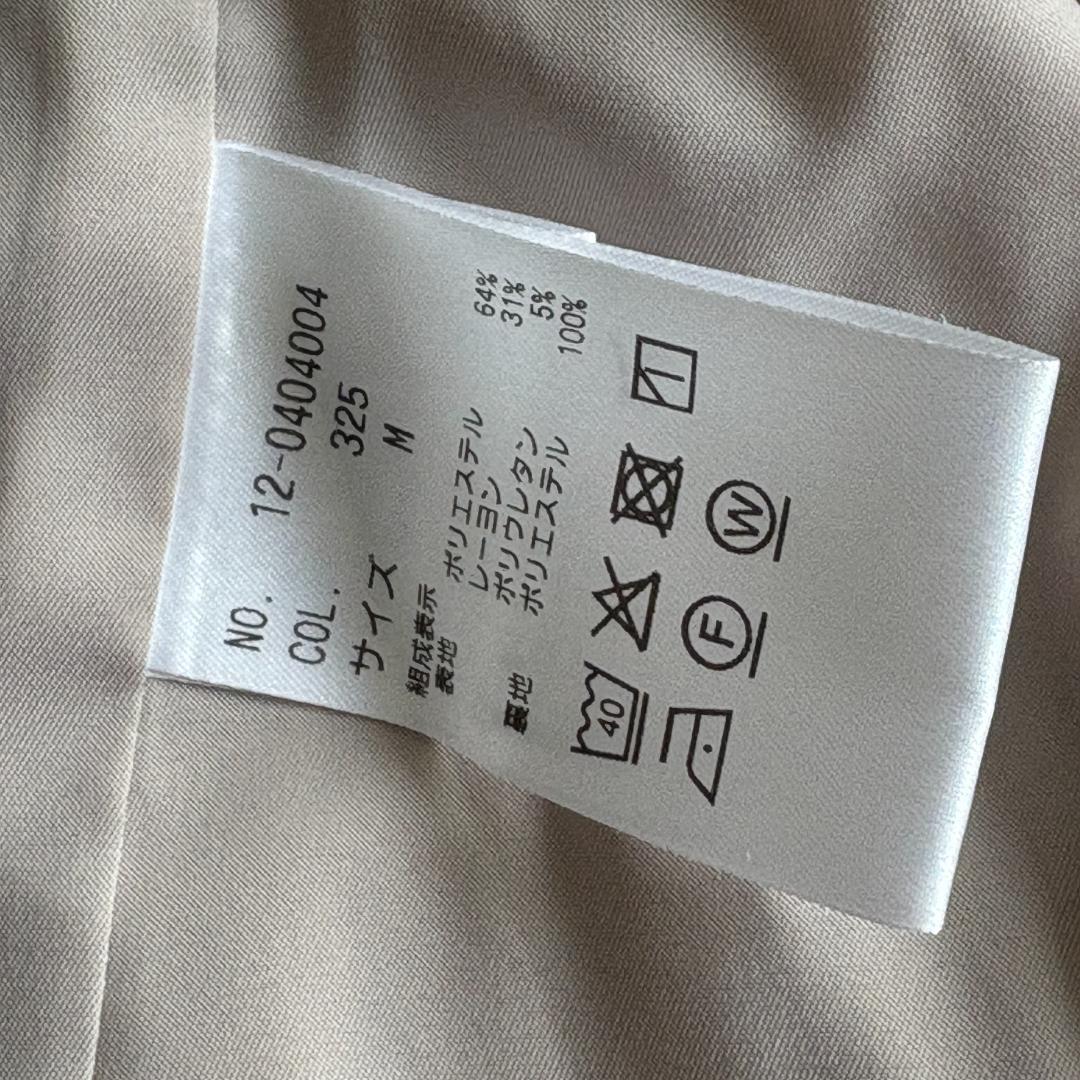 NO. 12-0404004
COL. 325
サイズ M
組成表示
表地 ポリエステル 64%
レーヨン 31%
ポリウレタン 5%
裏地 ポリエステル 100%
40
F W